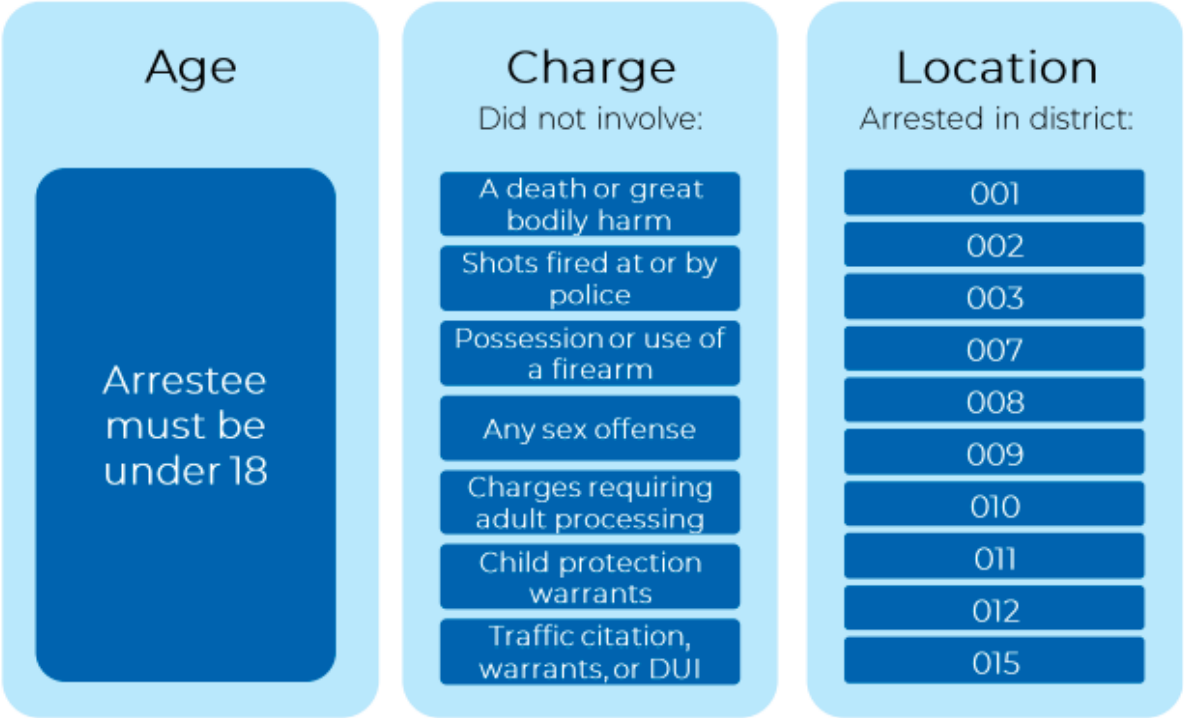 Age
Arrestee
must be
under 18
Charge
Did not involve:
A death or great
bodily harm
Shots fired at or by
police
Possession or use of
a firearm
Any sex offense
Charges requiring
adult processing
Child protection
warrants
Traffic citation,
warrants, or DUI
Location
Arrested in district:
001
002
003
007
008
009
010
011
012
015